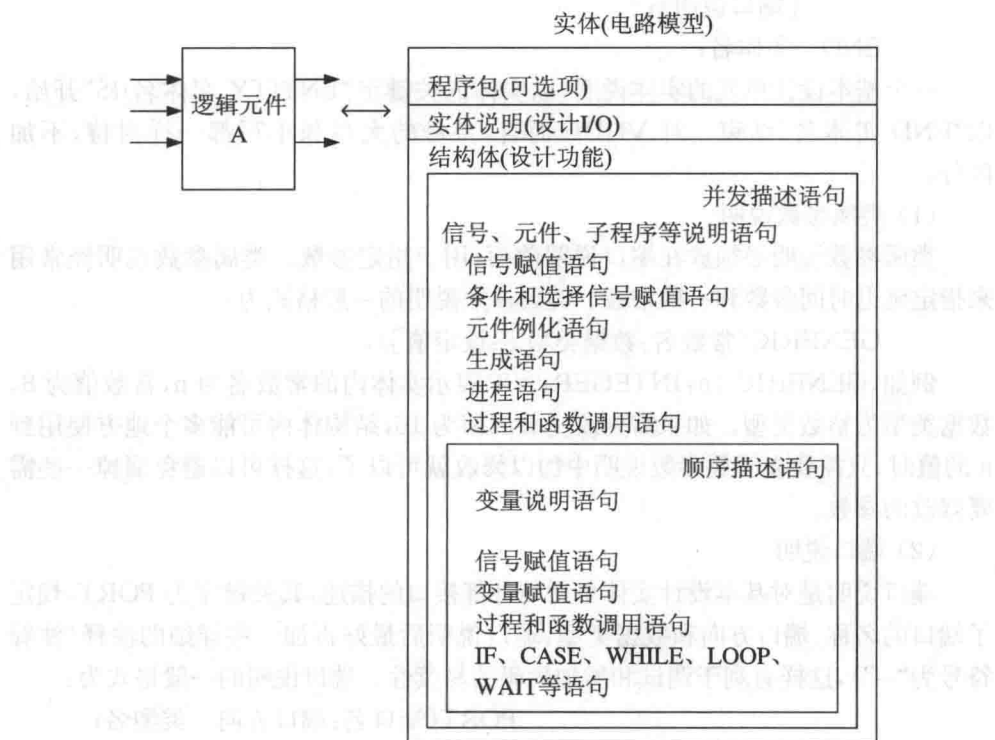 实体(电路模型)
逻辑元件
A
程序包(可选项)
实体说明(设计I/O)
结构体(设计功能)
并发描述语句
信号、元件、子程序等说明语句
信号赋值语句
条件和选择信号赋值语句
元件例化语句
生成语句
进程语句
过程和函数调用语句
顺序描述语句
变量说明语句
信号赋值语句
变量赋值语句
过程和函数调用语句
IF、CASE、WHILE、LOOP、
WAIT等语句